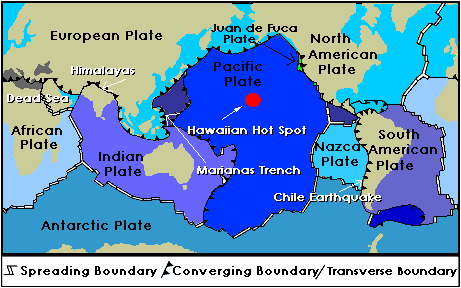 European Plate
Juan de Fuca
Plate
North
American
Plate
Pacific
Plate
Himalayas
Dead Sea
African
Plate
Hawaiian Hot Spot
Indian
Plate
Marianas Trench
Nazca
Plate
South
American
Plate
Chile Earthquake
Antarctic Plate
Spreading Boundary Converging Boundary/Transverse Boundary